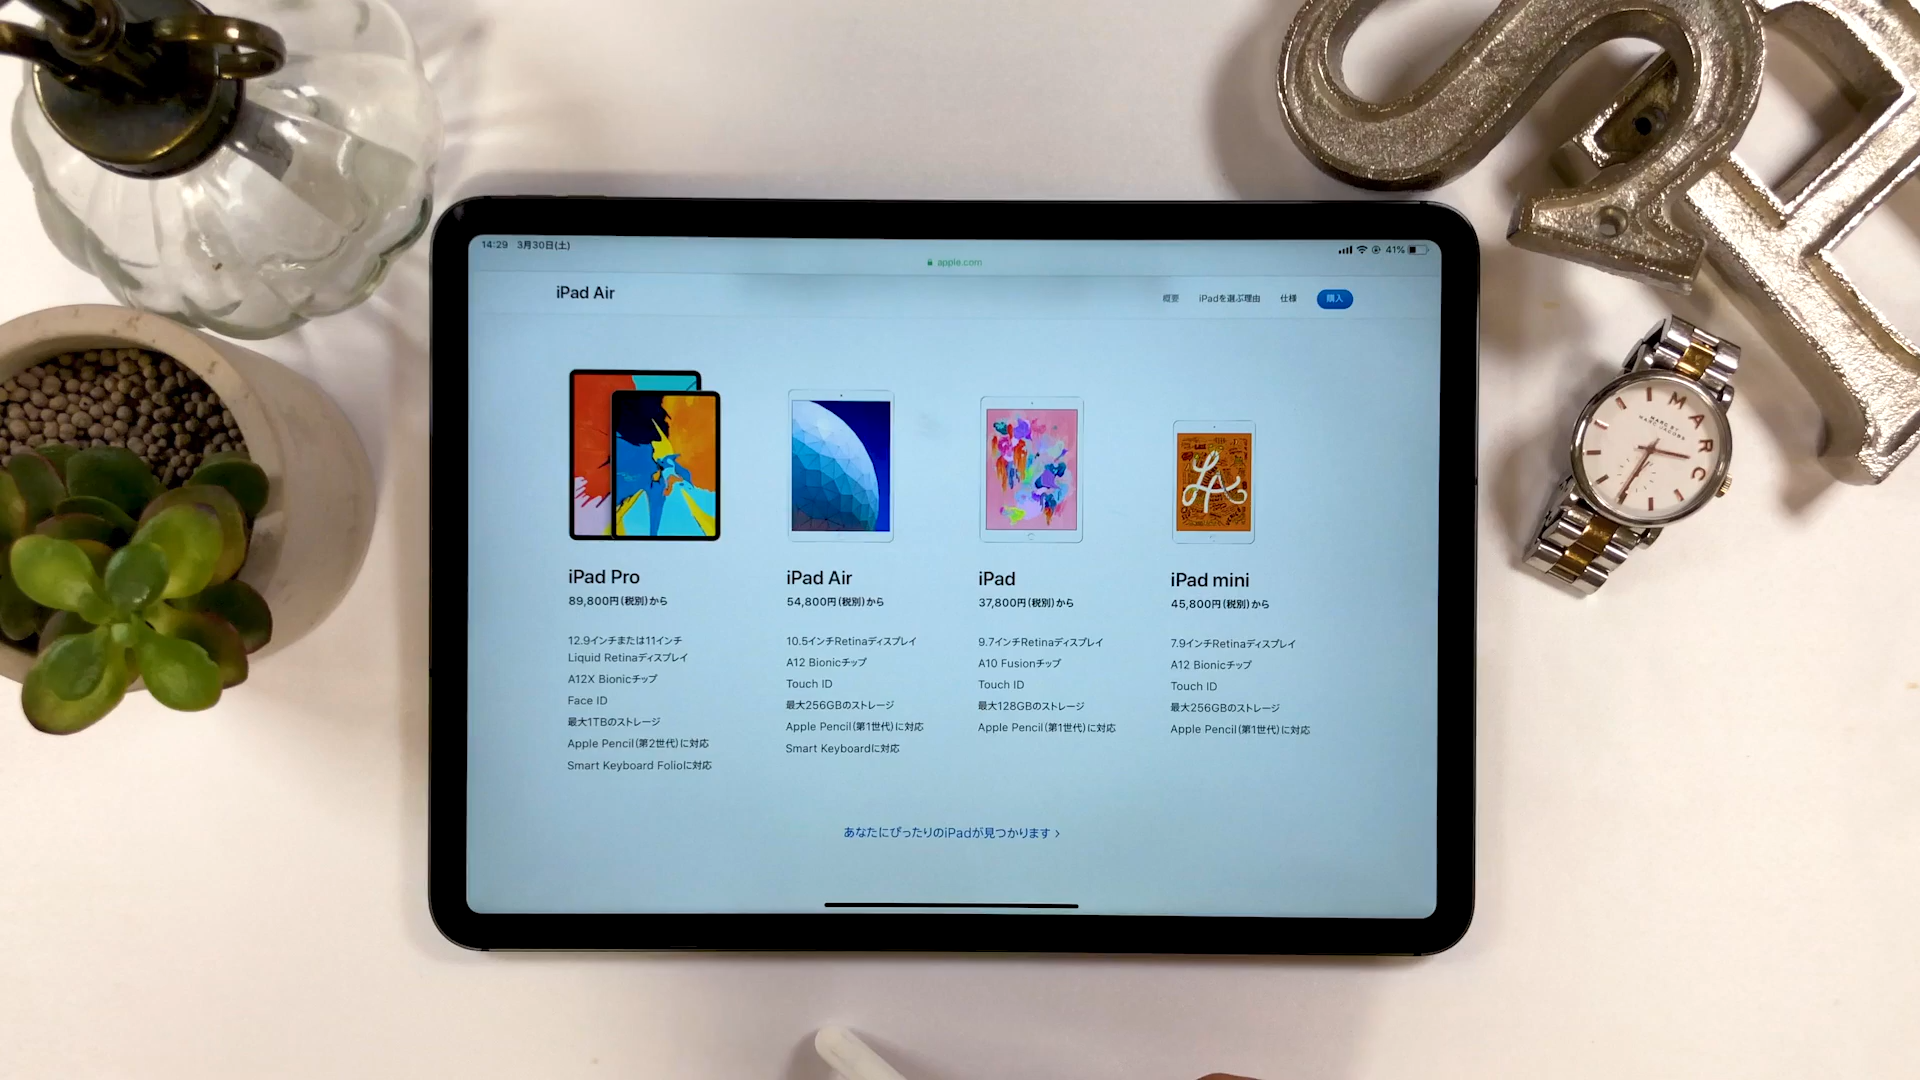 14:29 3月30日(土)
41%
apple.com
iPad Air
概要 iPadを選ぶ理由 仕様 購入
iPad Pro
89,800円(税別)から
12.9インチまたは11インチ
Liquid Retinaディスプレイ
A12X Bionicチップ
Face ID
最大1TBのストレージ
Apple Pencil(第2世代)に対応
Smart Keyboard Folioに対応
iPad Air
54,800円(税別)から
10.5インチRetinaディスプレイ
A12 Bionicチップ
Touch ID
最大256GBのストレージ
Apple Pencil(第1世代)に対応
Smart Keyboardに対応
iPad
37,800円(税別)から
9.7インチRetinaディスプレイ
A10 Fusionチップ
Touch ID
最大128GBのストレージ
Apple Pencil(第1世代)に対応
iPad mini
45,800円(税別)から
7.9インチRetinaディスプレイ
A12 Bionicチップ
Touch ID
最大256GBのストレージ
Apple Pencil(第1世代)に対応
あなたにぴったりのiPadが見つかります >
MARC
MARC BY
MARC JACOBS
LA